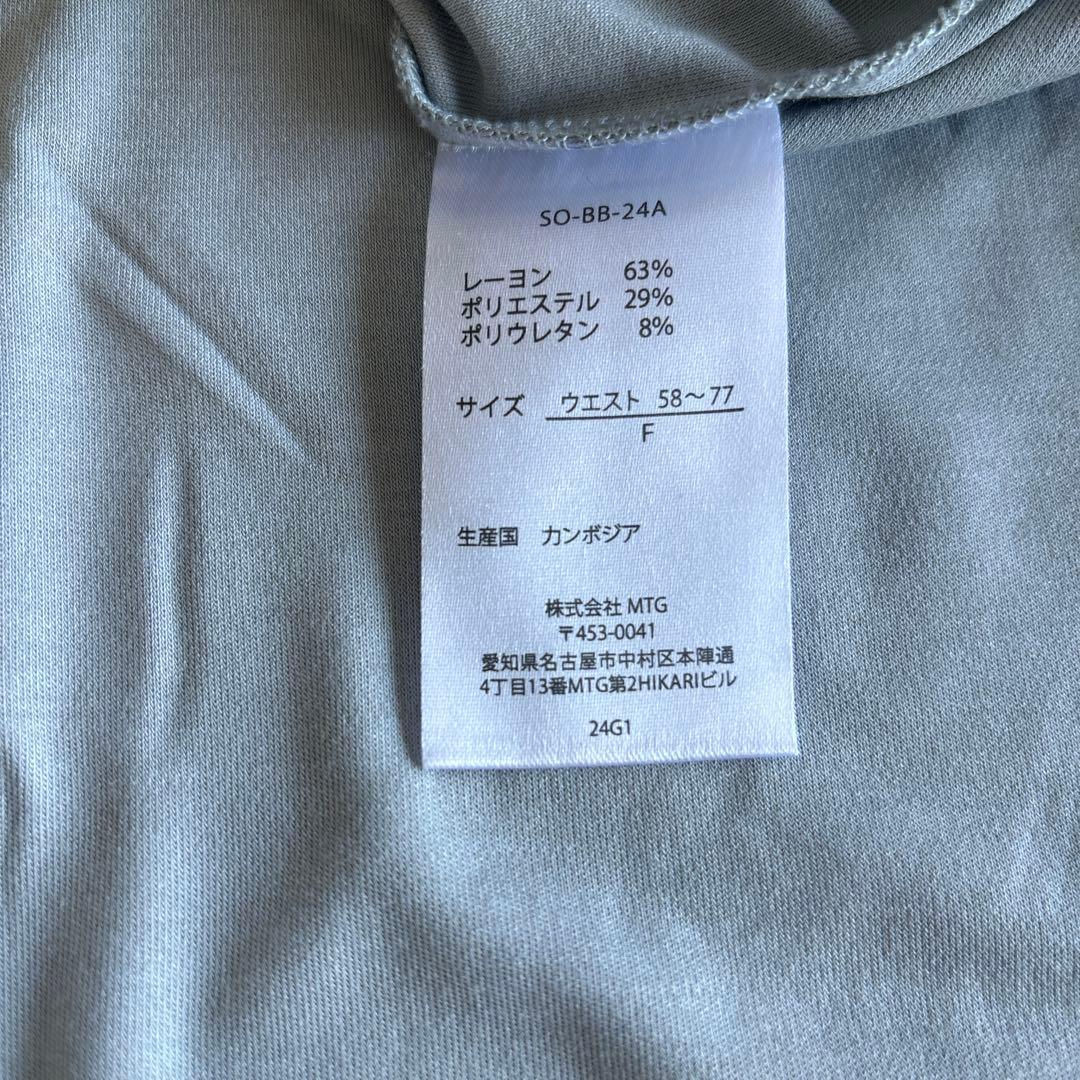 SO-BB-24A
レーヨン 63%
ポリエステル 29%
ポリウレタン 8%
サイズ ウエスト 58～77
F
生産国 カンボジア
株式会社 MTG
〒453-0041
愛知県名古屋市中村区本陣通
4丁目13番MTG第2HIKARIビル
24G1